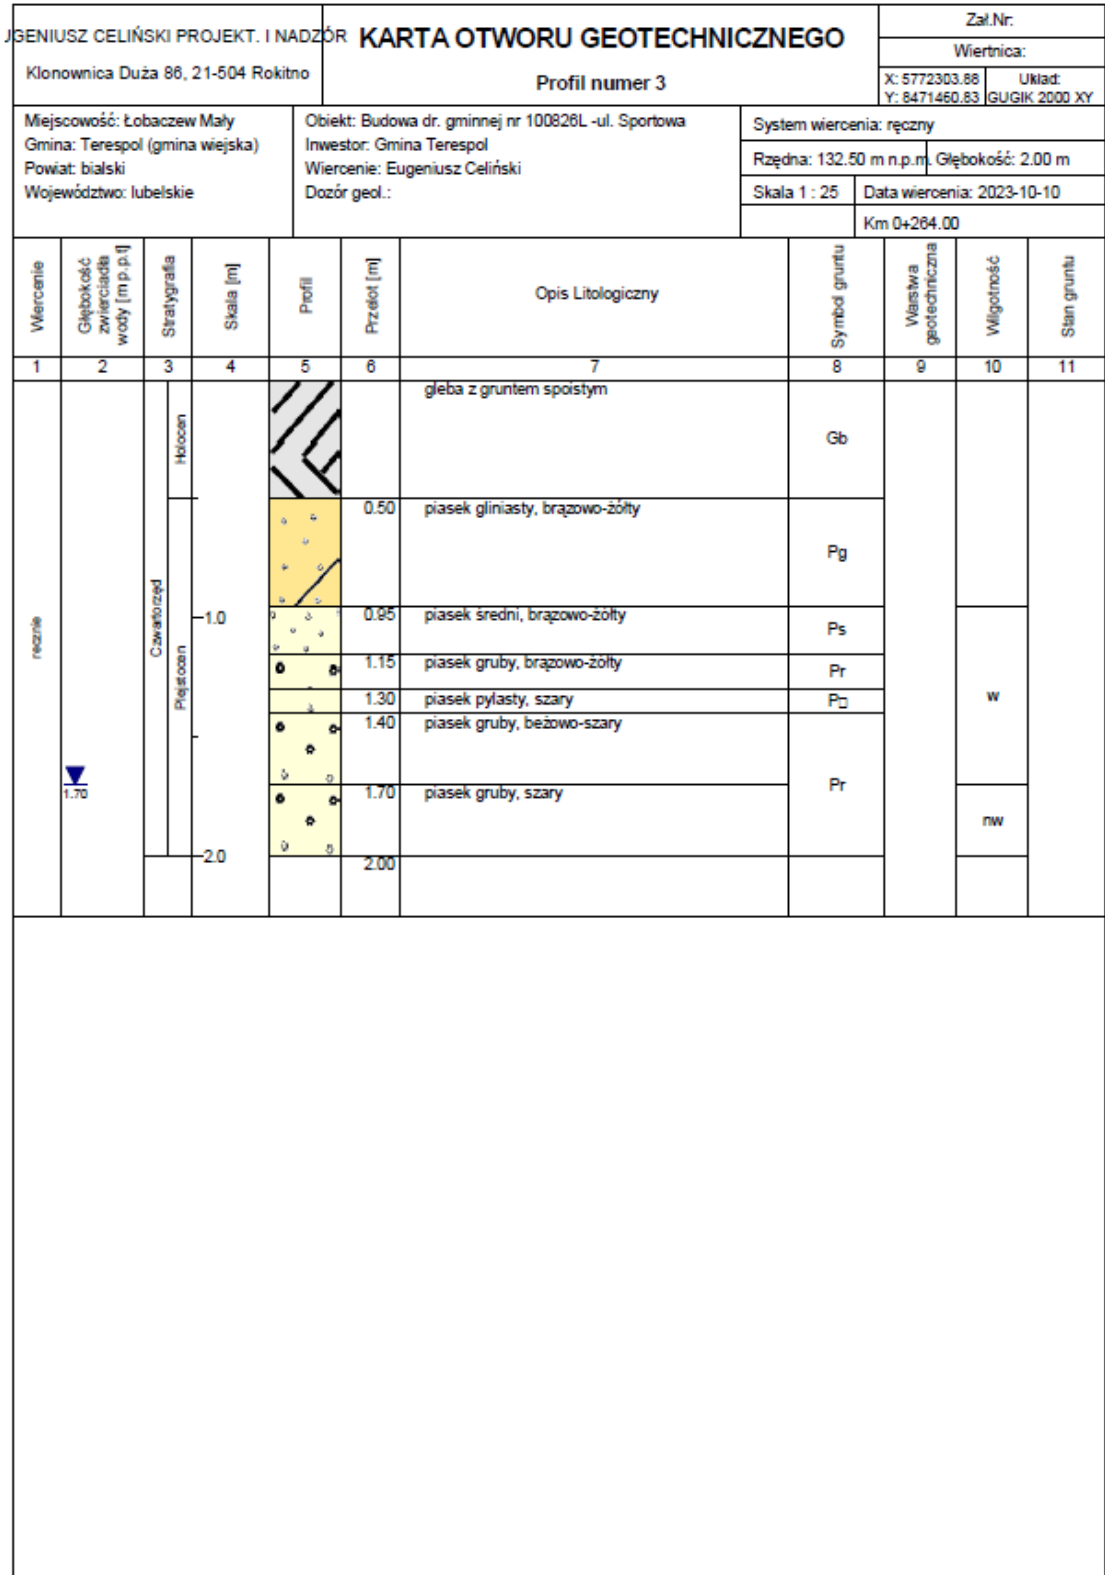 JGENIUSZ CELIŃSKI PROJEKT. I NADZÓR
Klonownica Duża 86, 21-504 Rokitno
KARTA OTWORU GEOTECHNICZNEGO
Profil numer 3
Zał.Nr:
Wiertnica:
X: 5772303.88
Y: 8471460.83
Układ:
GUGIK 2000 XY
Miejscowość: Łobaczew Mały
Gmina: Terespol (gmina wiejska)
Powiat: bialski
Województwo: lubelskie
Obiekt: Budowa dr. gminnej nr 100826L -ul. Sportowa
Inwestor: Gmina Terespol
Wiercenie: Eugeniusz Celiński
Dozór geol.:
System wiercenia: ręczny
Rzędna: 132.50 m n.p.m. Głębokość: 2.00 m
Skala 1 : 25 Data wiercenia: 2023-10-10
Km 0+264.00
Wiercenie
Głębokość
zwierciadła
wody [m p.p.t]
Stratygrafia
Skala [m]
Profil
Przelot [m]
Opis Litologiczny
Symbol gruntu
Warstwa
geotechniczna
Wilgotność
Stan gruntu
1 2 3 4 5 6 7 8 9 10 11
ręcznie
1.70
Czwartorzęd
Holocen
Plejstocen
1.0
2.0
gleba z gruntem spoistym
Gb
0.50 piasek gliniasty, brązowo-żółty
Pg
0.95 piasek średni, brązowo-żółty
Ps
1.15 piasek gruby, brązowo-żółty
Pr
1.30 piasek pylasty, szary
P□
1.40 piasek gruby, beżowo-szary
1.70 piasek gruby, szary
Pr
2.00
w
nw